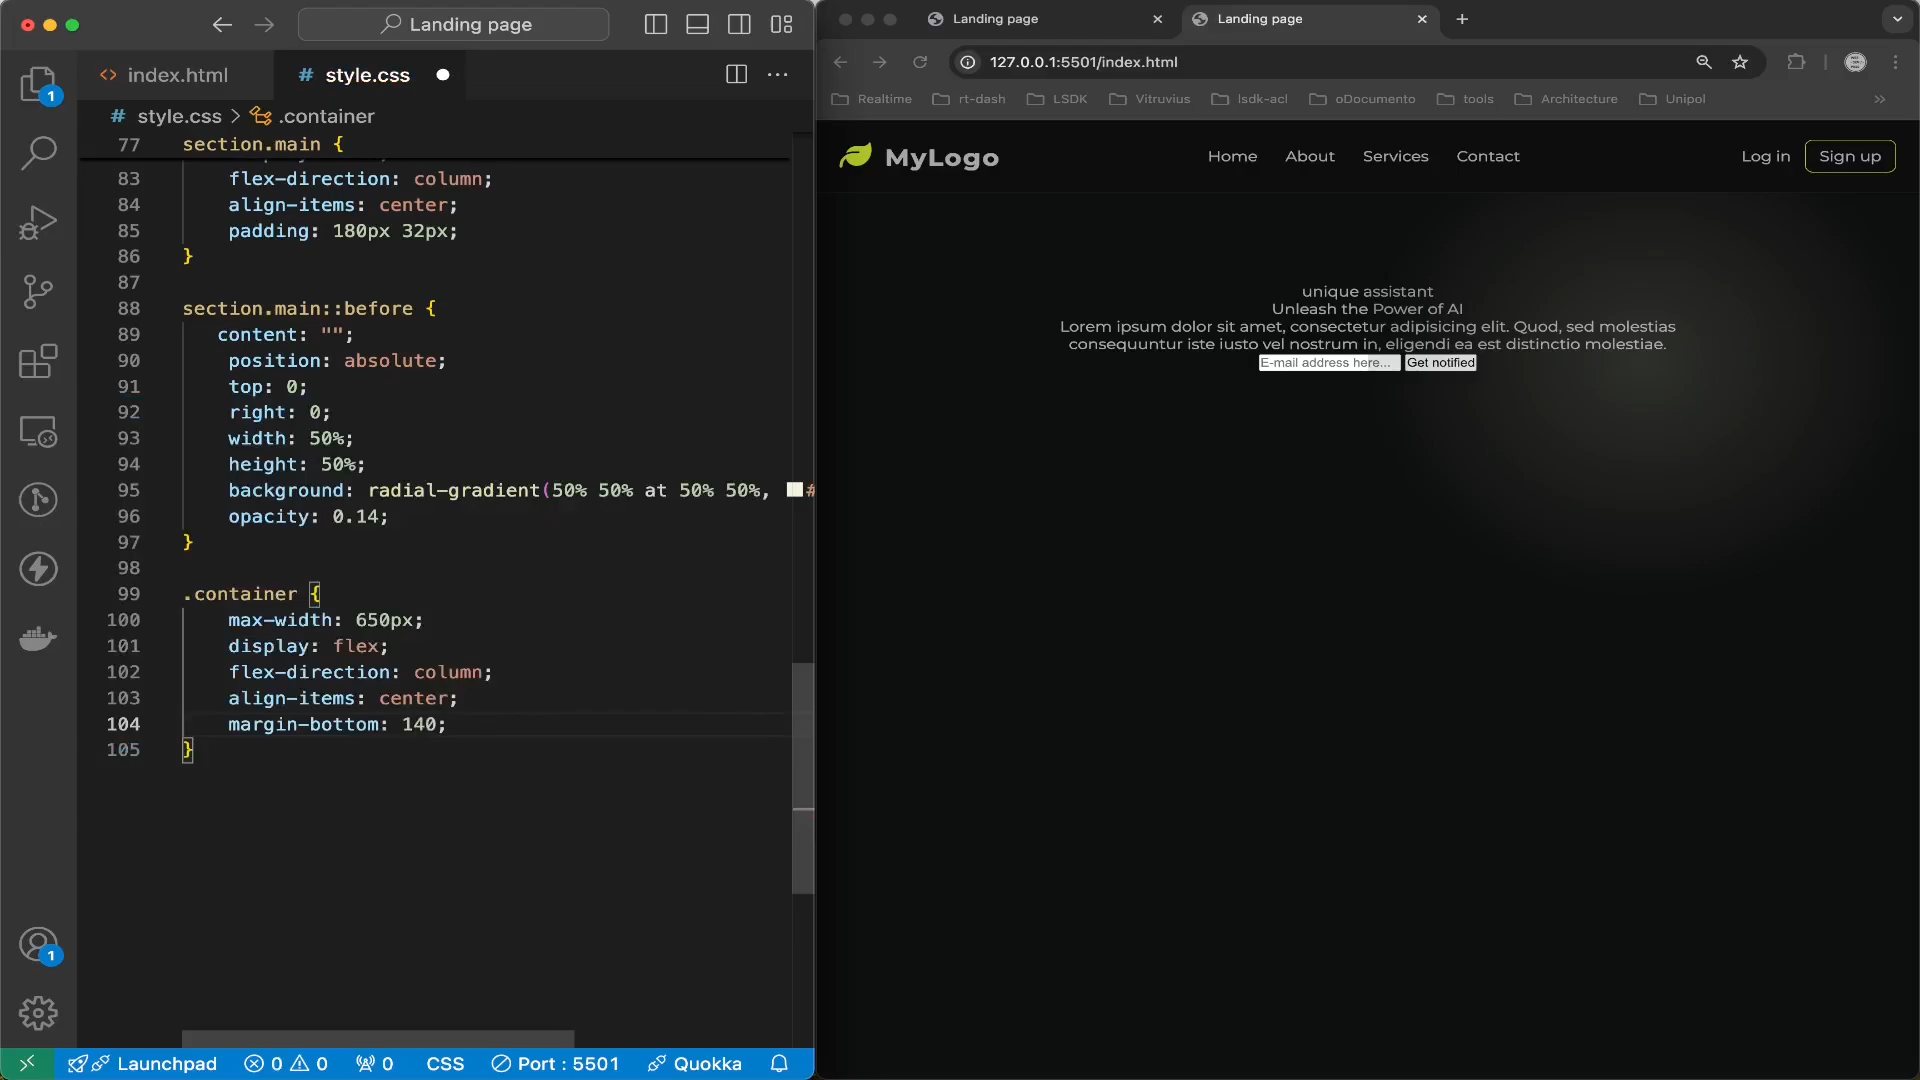 Landing page
index.html
# style.css
# style.css > .container
77 section.main {
83 flex-direction: column;
84 align-items: center;
85 padding: 180px 32px;
86 }
87
88 section.main::before {
89 content: "";
90 position: absolute;
91 top: 0;
92 right: 0;
93 width: 50%;
94 height: 50%;
95 background: radial-gradient(50% 50% at 50% 50%, #
96 opacity: 0.14;
97 }
98
99 .container {
100 max-width: 650px;
101 display: flex;
102 flex-direction: column;
103 align-items: center;
104 margin-bottom: 140;
105 }
1
1
Launchpad 0 0 0 CSS Port : 5501 Quokka
Landing page
Landing page
127.0.0.1:5501/index.html
Realtime rt-dash LSDK Vitruvius lsdk-acl oDocumento tools Architecture Unipol
MyLogo Home About Services Contact Log in Sign up
unique assistant
Unleash the Power of AI
Lorem ipsum dolor sit amet, consectetur adipisicing elit. Quod, sed molestias
consequuntur iste iusto vel nostrum in, eligendi ea est distinctio molestiae.
E-mail address here... Get notified